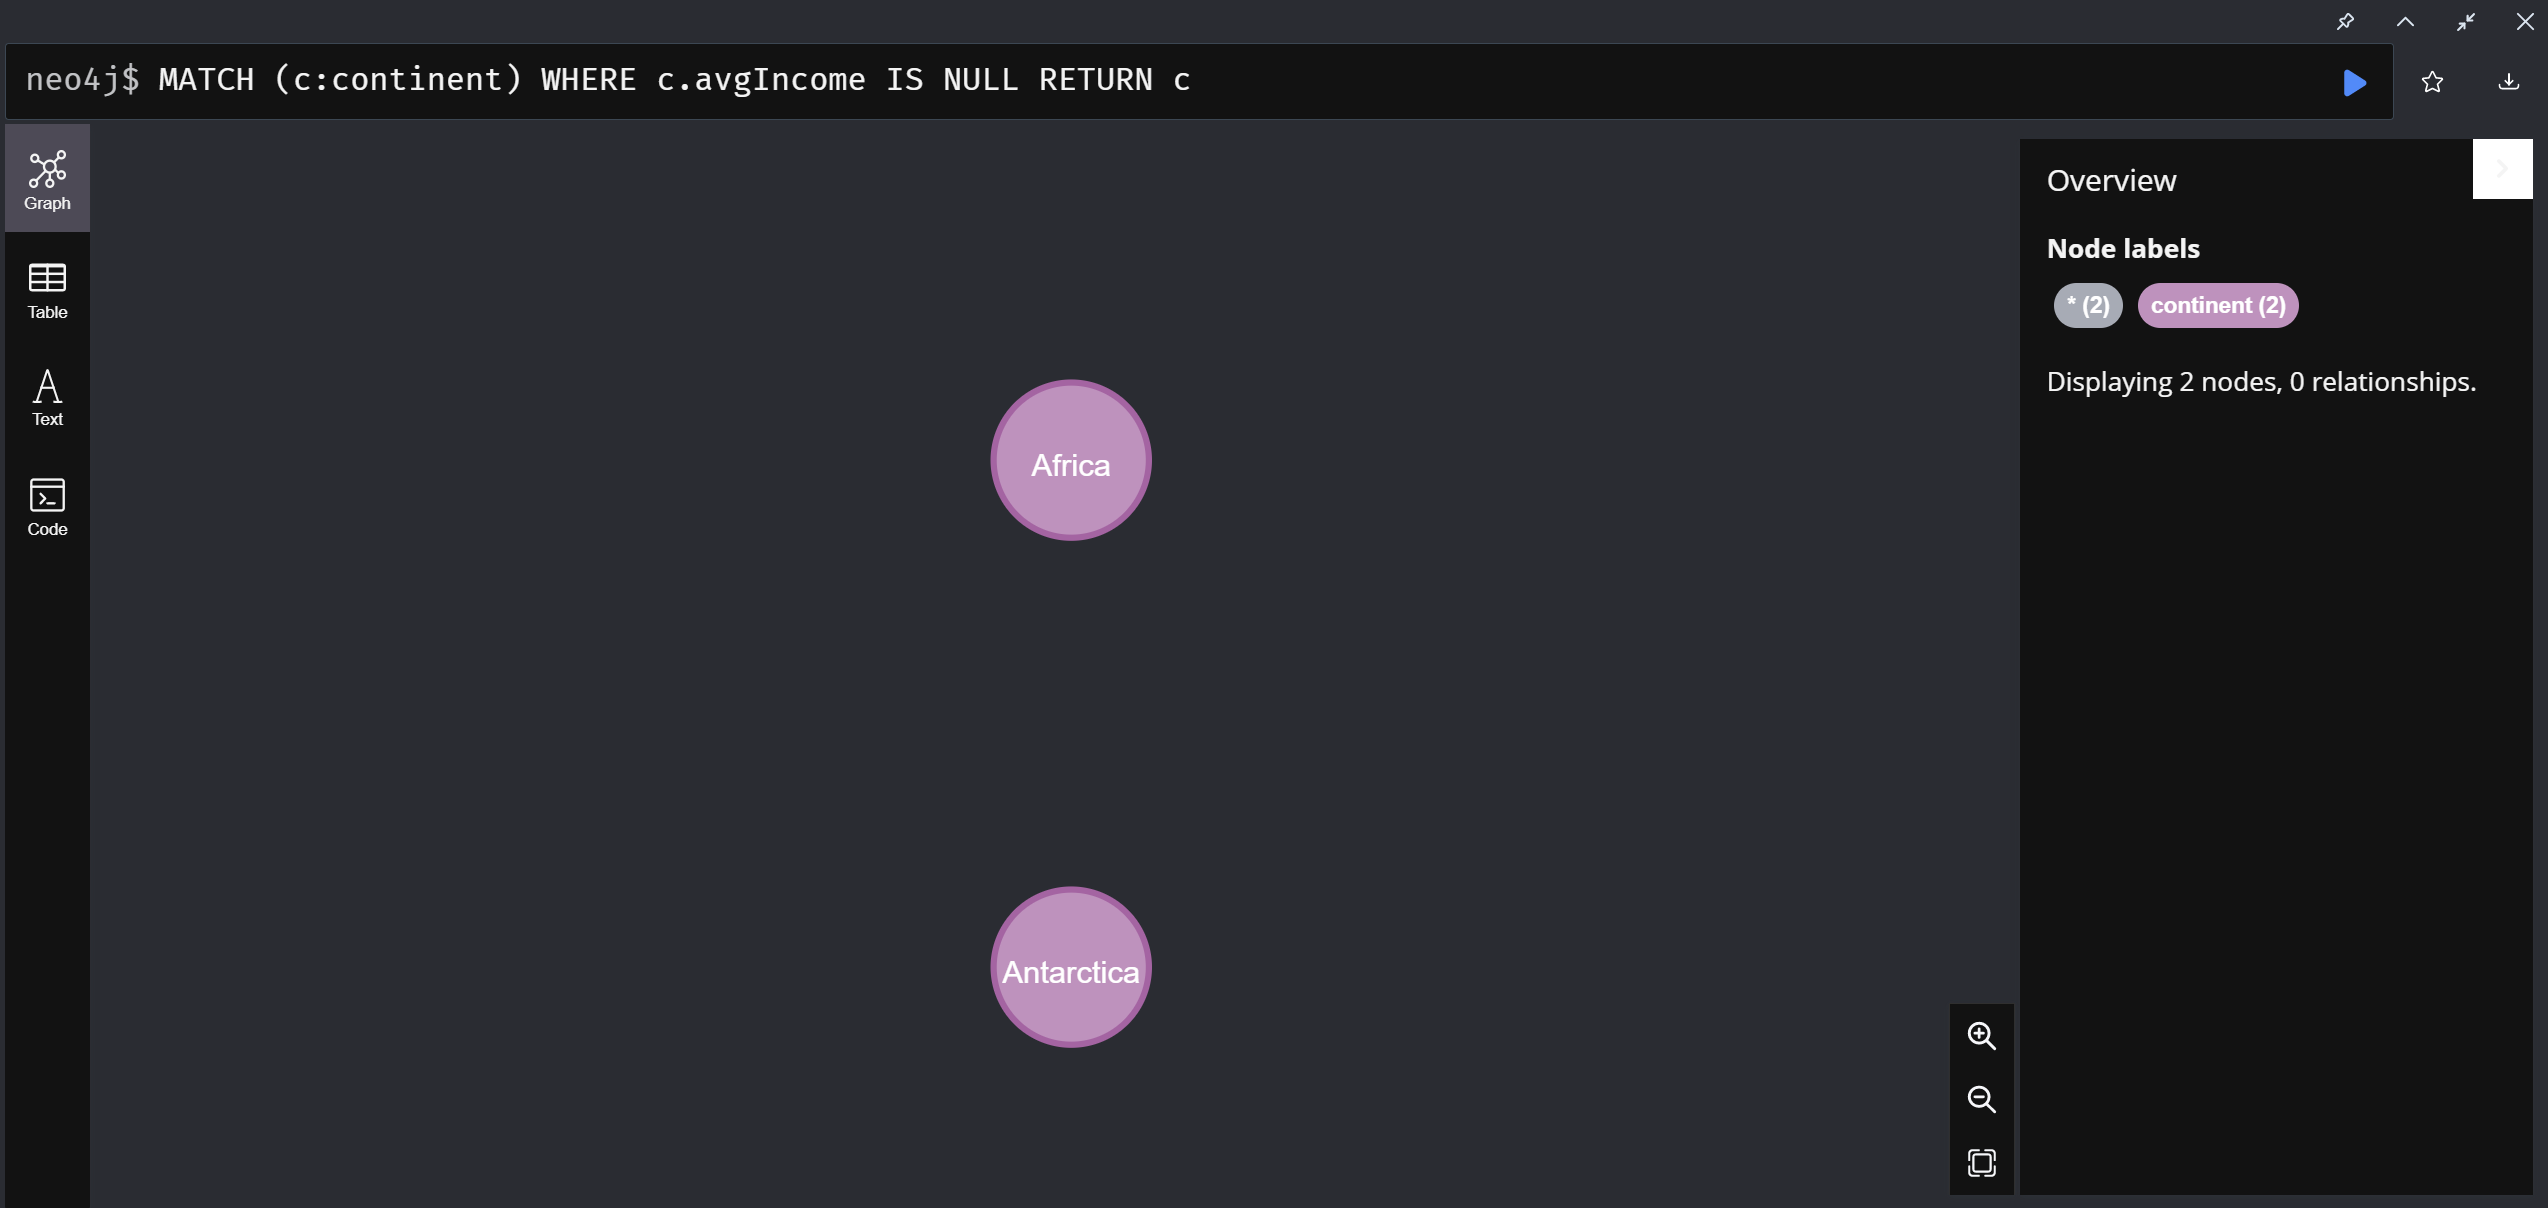 neo4j$ MATCH (c:continent) WHERE c.avgIncome IS NULL RETURN c
Graph
Table
Text
Code
Africa
Antarctica
Overview
Node labels
* (2) continent (2)
Displaying 2 nodes, 0 relationships.